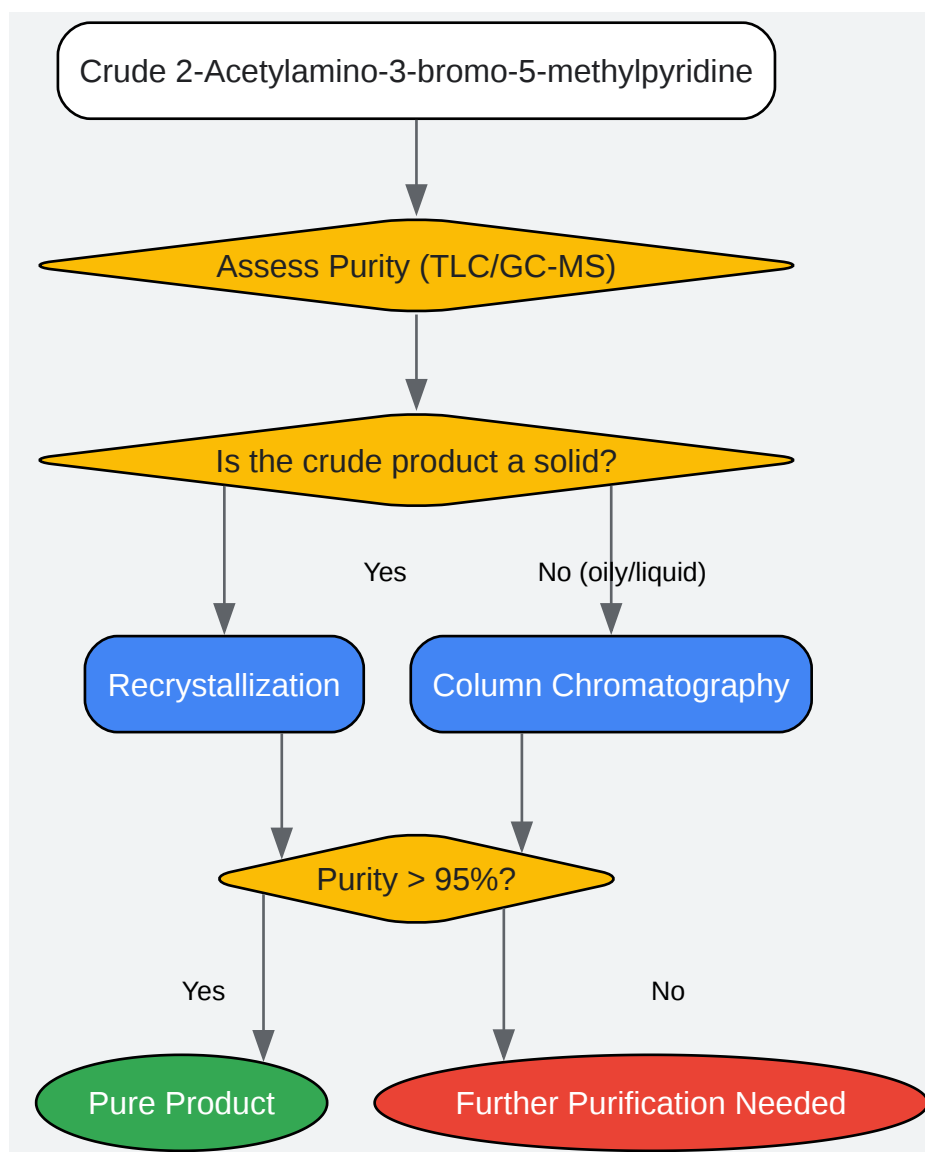 Crude 2-Acetylamino-3-bromo-5-methylpyridine
Assess Purity (TLC/GC-MS)
Is the crude product a solid?
Yes
No (oily/liquid)
Recrystallization
Column Chromatography
Purity > 95%?
Yes
No
Pure Product
Further Purification Needed